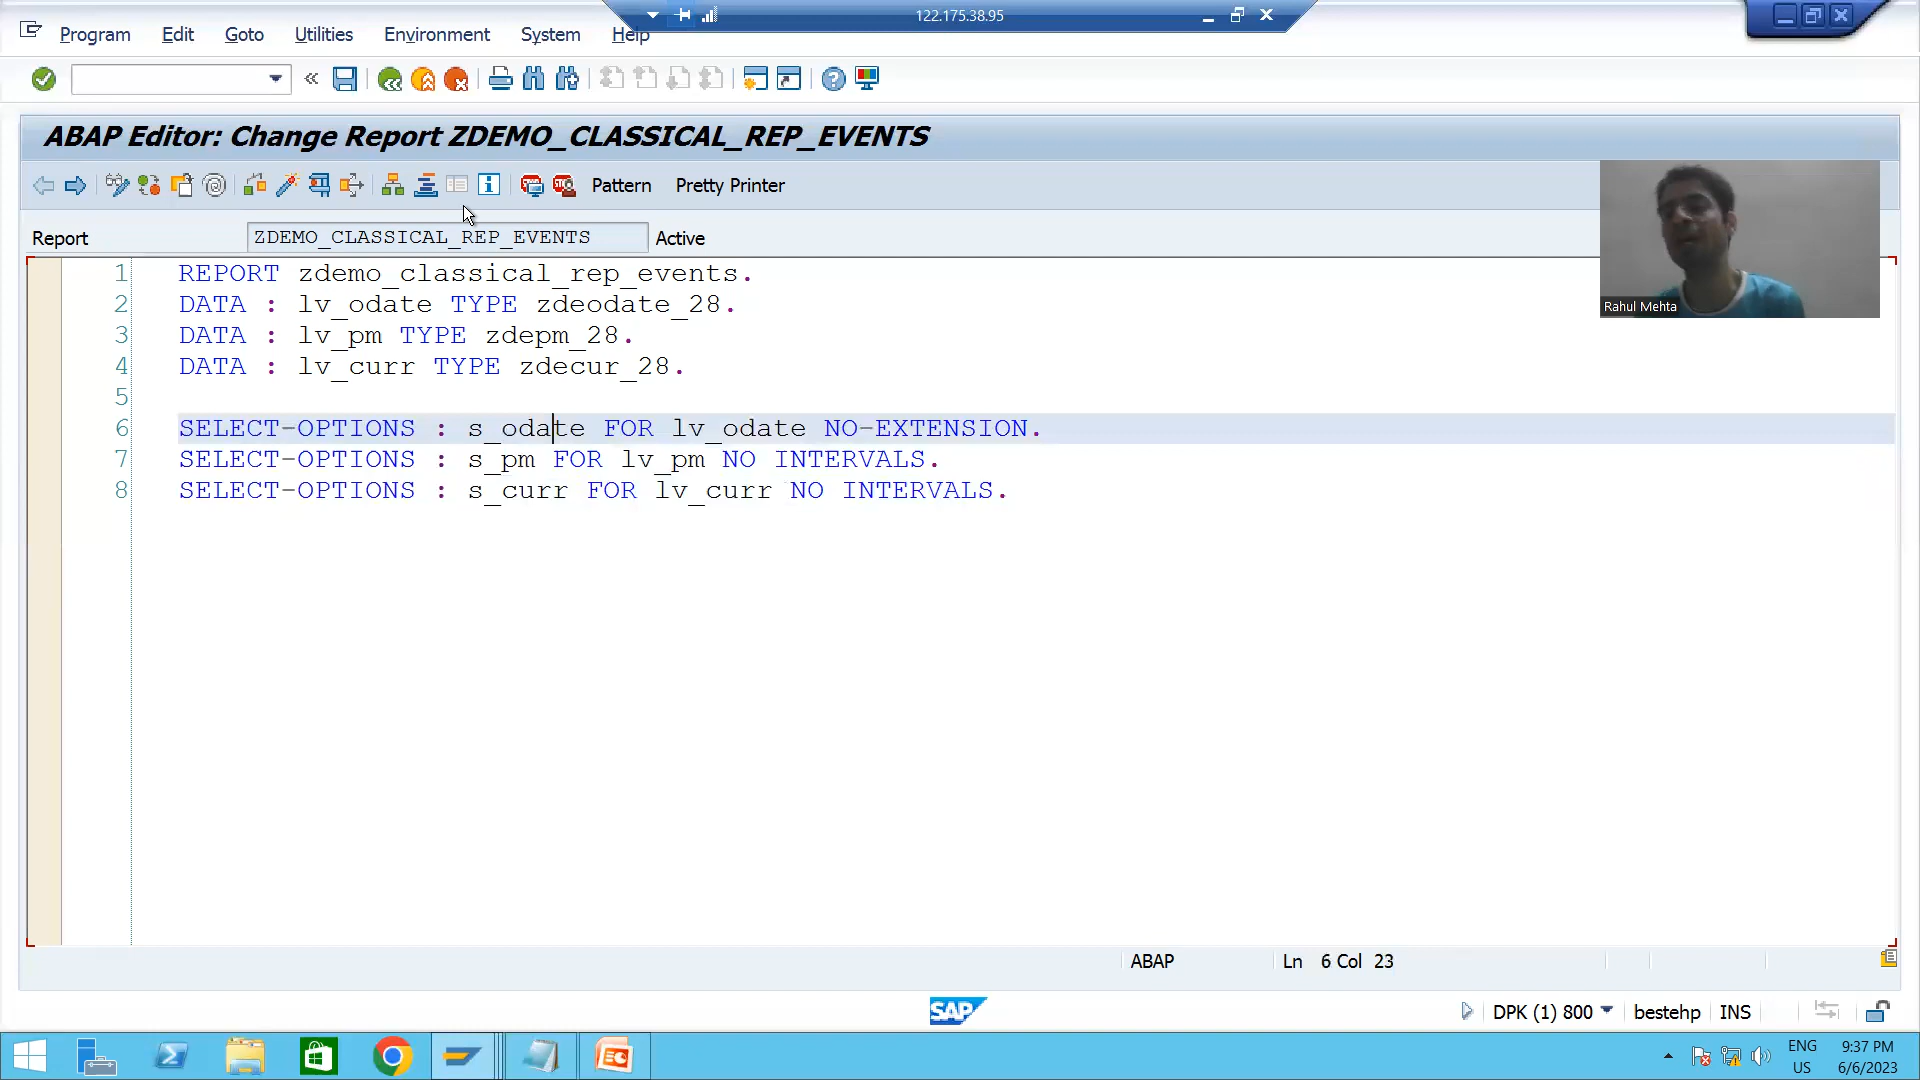 122.175.38.95
Program Edit Goto Utilities Environment System Help
ABAP Editor: Change Report ZDEMO_CLASSICAL_REP_EVENTS
Pattern Pretty Printer
Report ZDEMO_CLASSICAL_REP_EVENTS Active
Rahul Mehta
1 REPORT zdemo_classical_rep_events.
2 DATA : lv_odate TYPE zdeodate_28.
3 DATA : lv_pm TYPE zdepm_28.
4 DATA : lv_curr TYPE zdecur_28.
5
6 SELECT-OPTIONS : s_odate FOR lv_odate NO-EXTENSION.
7 SELECT-OPTIONS : s_pm FOR lv_pm NO INTERVALS.
8 SELECT-OPTIONS : s_curr FOR lv_curr NO INTERVALS.
ABAP Ln 6 Col 23
SAP DPK (1) 800 bestehp INS
ENG 9:37 PM
US 6/6/2023